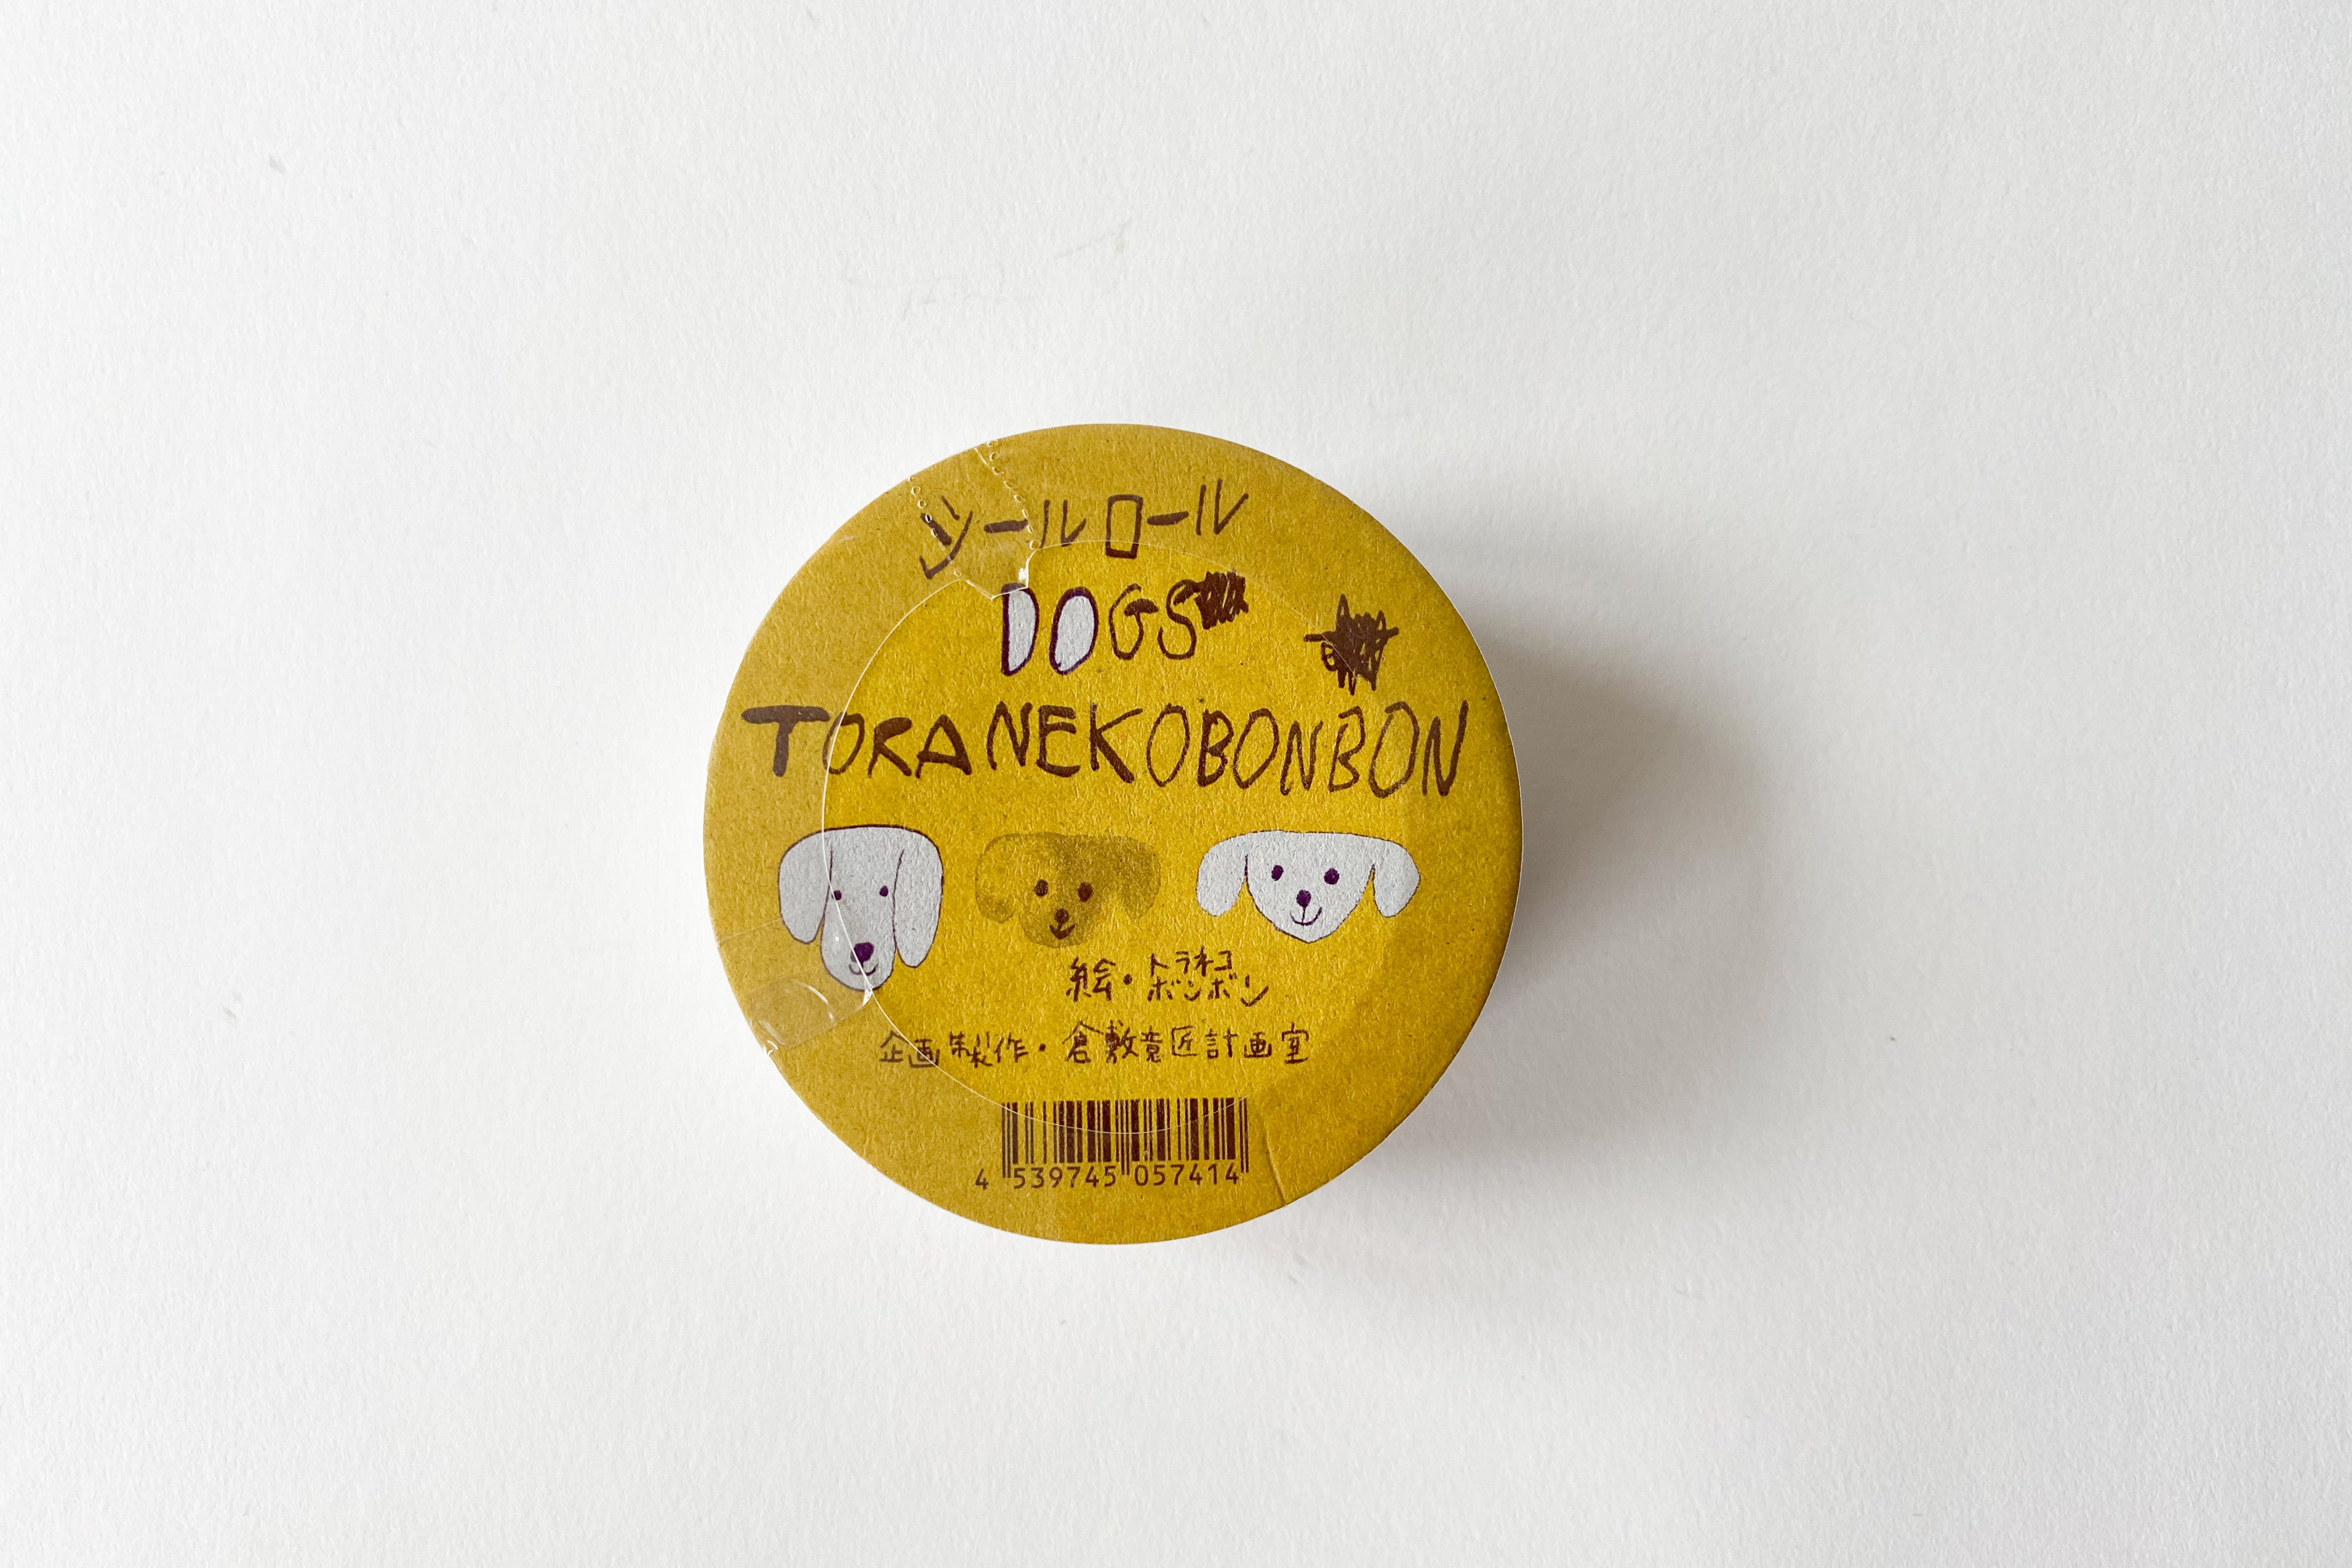 シールロール
DOGS
TORANEKOBONBON
絵・トラネコボンボン
企画製作・倉敷意匠計画室
4 539745 057414